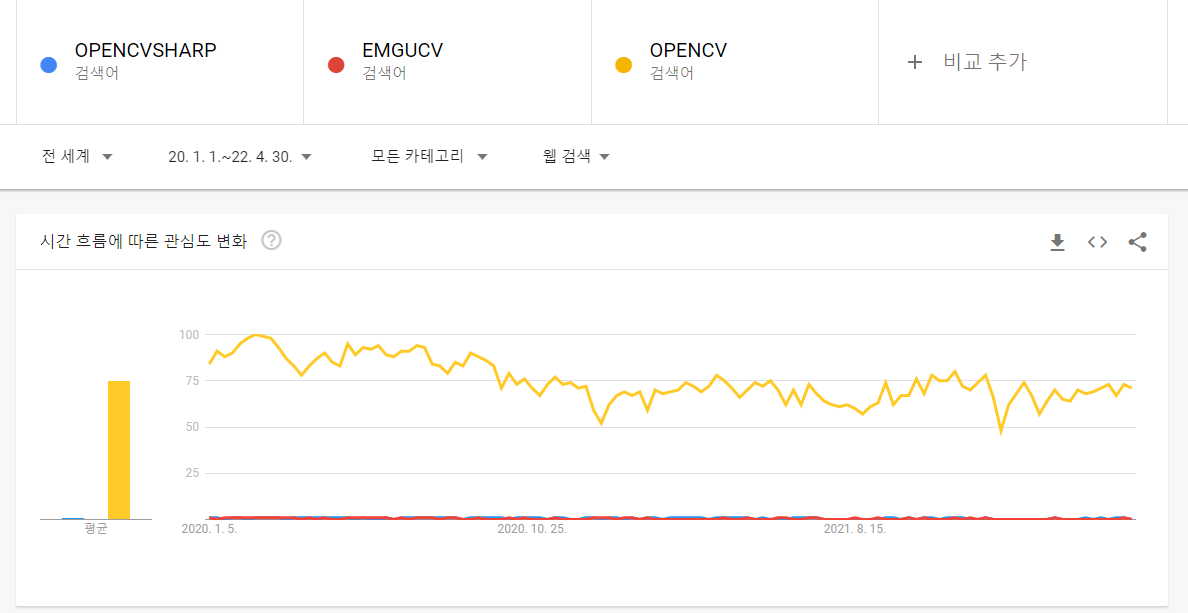 OPENCVSHARP
검색어
EMGUCV
검색어
OPENCV
검색어
+ 비교 추가
전 세계
20. 1. 1.~22. 4. 30.
모든 카테고리
웹 검색
시간 흐름에 따른 관심도 변화
?
100
75
50
25
평균
2020. 1. 5.
2020. 10. 25.
2021. 8. 15.